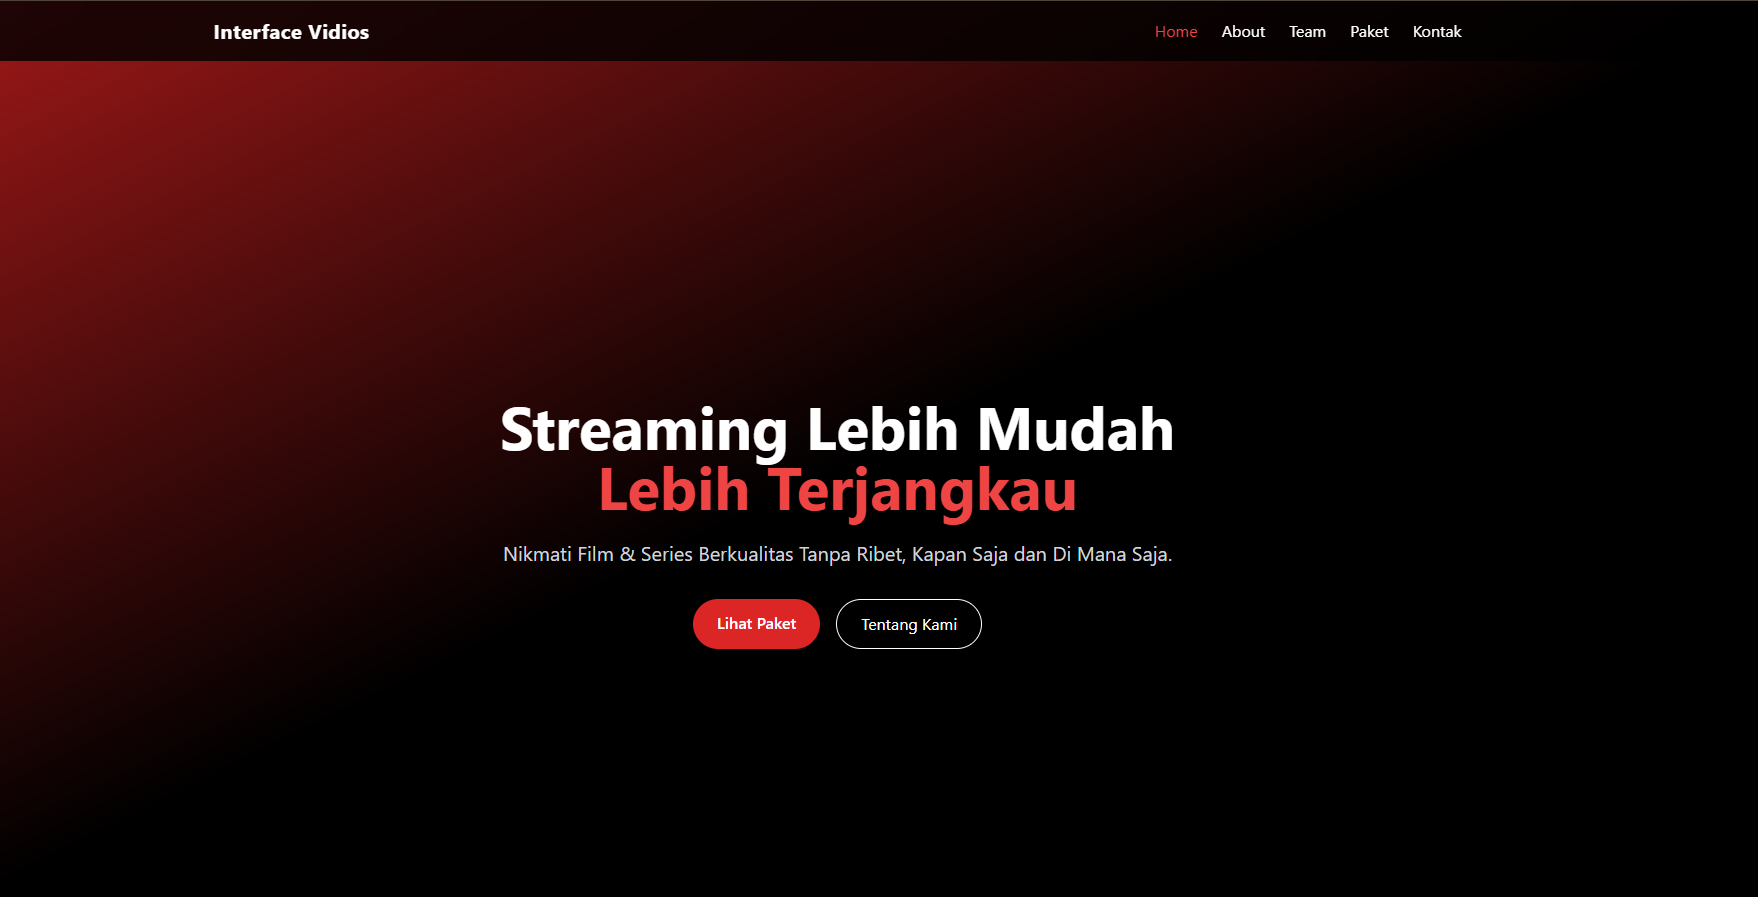 Interface Vidios
Home About Team Paket Kontak
Streaming Lebih Mudah
Lebih Terjangkau
Nikmati Film & Series Berkualitas Tanpa Ribet, Kapan Saja dan Di Mana Saja.
Lihat Paket
Tentang Kami